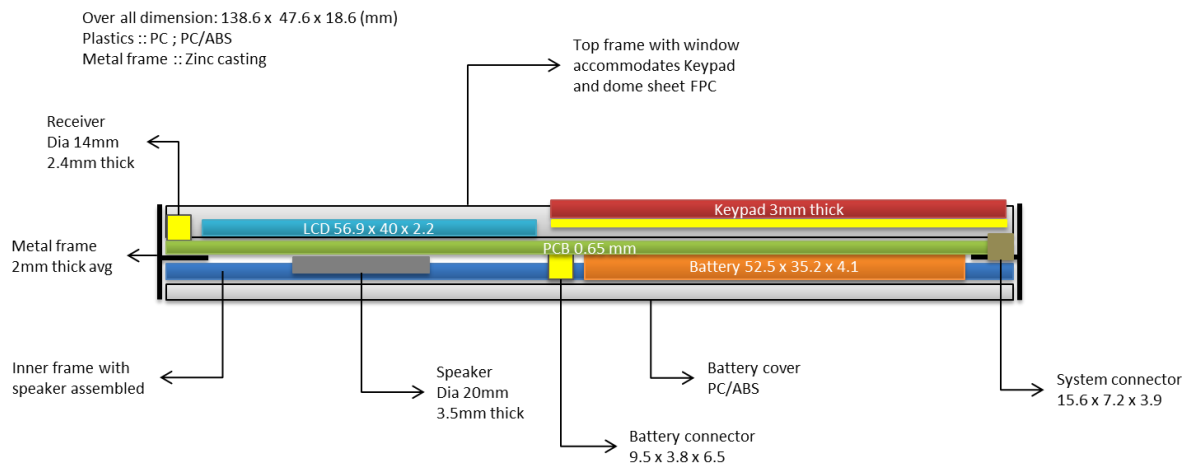 Over all dimension: 138.6 x 47.6 x 18.6 (mm)
Plastics :: PC ; PC/ABS
Metal frame :: Zinc casting
Top frame with window
accommodates Keypad
and dome sheet FPC
Receiver
Dia 14mm
2.4mm thick
Keypad 3mm thick
LCD 56.9 x 40 x 2.2
Metal frame
2mm thick avg
PCB 0.65 mm
Battery 52.5 x 35.2 x 4.1
Inner frame with
speaker assembled
Speaker
Dia 20mm
3.5mm thick
Battery cover
PC/ABS
System connector
15.6 x 7.2 x 3.9
Battery connector
9.5 x 3.8 x 6.5